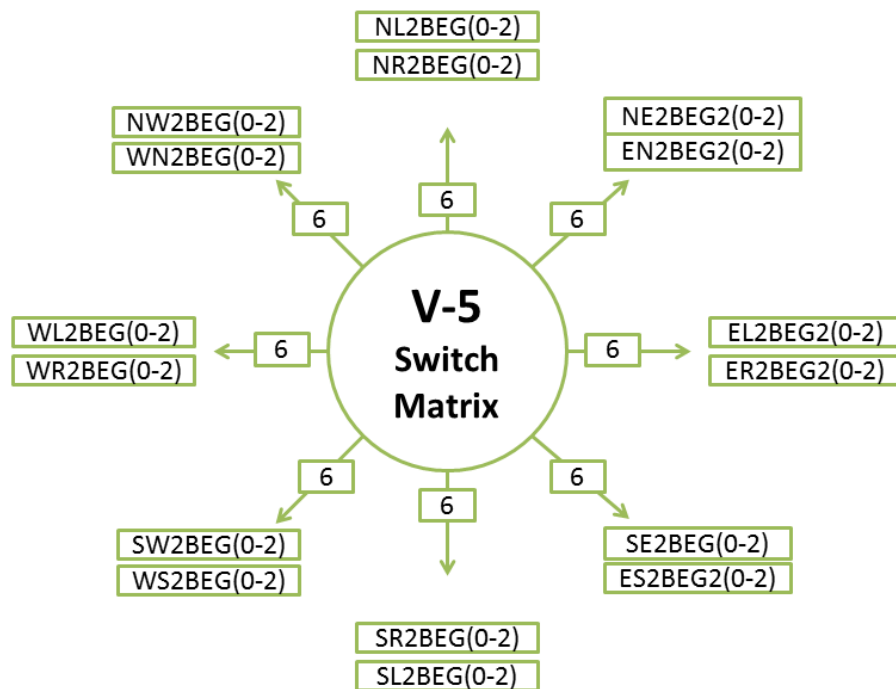 NL2BEG(0-2)
NR2BEG(0-2)
NW2BEG(0-2)
WN2BEG(0-2)
NE2BEG2(0-2)
EN2BEG2(0-2)
6
6
6
V-5
Switch
Matrix
WL2BEG(0-2)
WR2BEG(0-2)
6
6
EL2BEG2(0-2)
ER2BEG2(0-2)
6
6
6
SW2BEG(0-2)
WS2BEG(0-2)
SE2BEG(0-2)
ES2BEG2(0-2)
SR2BEG(0-2)
SL2BEG(0-2)